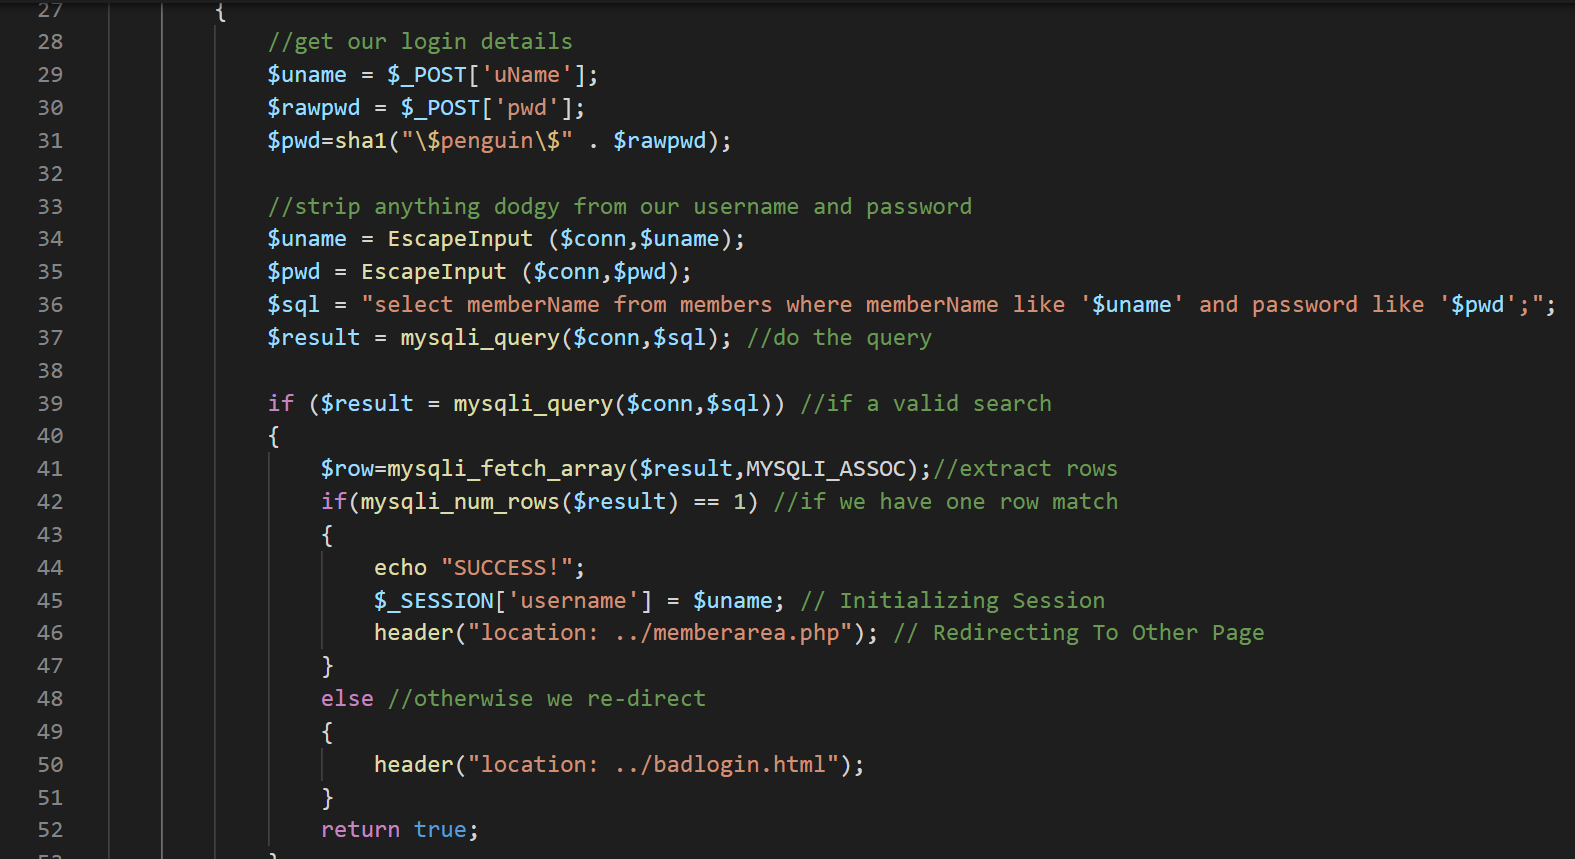 27 {
28 //get our login details
29 $uname = $_POST['uName'];
30 $rawpwd = $_POST['pwd'];
31 $pwd=sha1("\$penguin\$" . $rawpwd);
32
33 //strip anything dodgy from our username and password
34 $uname = EscapeInput ($conn,$uname);
35 $pwd = EscapeInput ($conn,$pwd);
36 $sql = "select memberName from members where memberName like '$uname' and password like '$pwd';";
37 $result = mysqli_query($conn,$sql); //do the query
38
39 if ($result = mysqli_query($conn,$sql)) //if a valid search
40 {
41 $row=mysqli_fetch_array($result,MYSQLI_ASSOC);//extract rows
42 if(mysqli_num_rows($result) == 1) //if we have one row match
43 {
44 echo "SUCCESS!";
45 $_SESSION['username'] = $uname; // Initializing Session
46 header("location: ../memberarea.php"); // Redirecting To Other Page
47 }
48 else //otherwise we re-direct
49 {
50 header("location: ../badlogin.html");
51 }
52 return true;